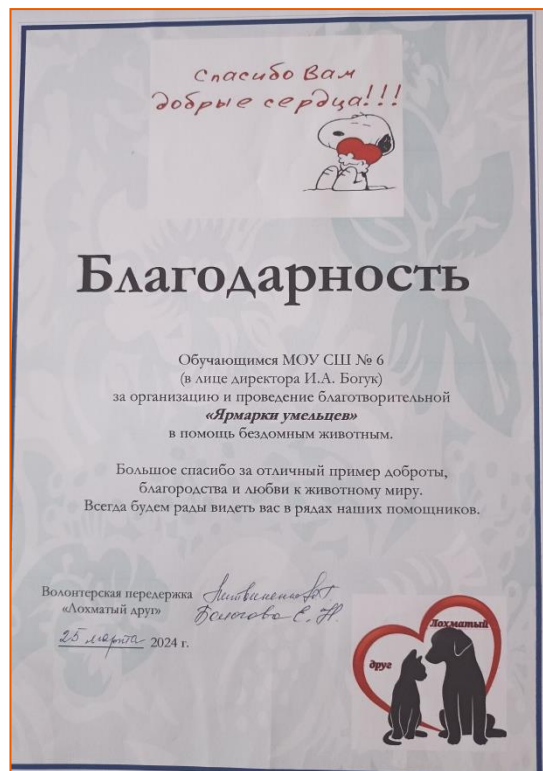 Спасибо Вам
добрые сердца!!!
Благодарность
Обучающимся МОУ СШ № 6
(в лице директора И.А. Богук)
за организацию и проведение благотворительной
«Ярмарки умельцев»
в помощь бездомным животным.
Большое спасибо за отличный пример доброты,
благородства и любви к животному миру.
Всегда будем рады видеть вас в рядах наших помощников.
Волонтерская передержка
«Лохматый друг»
25 марта 2024 г.
Лохматый
друг